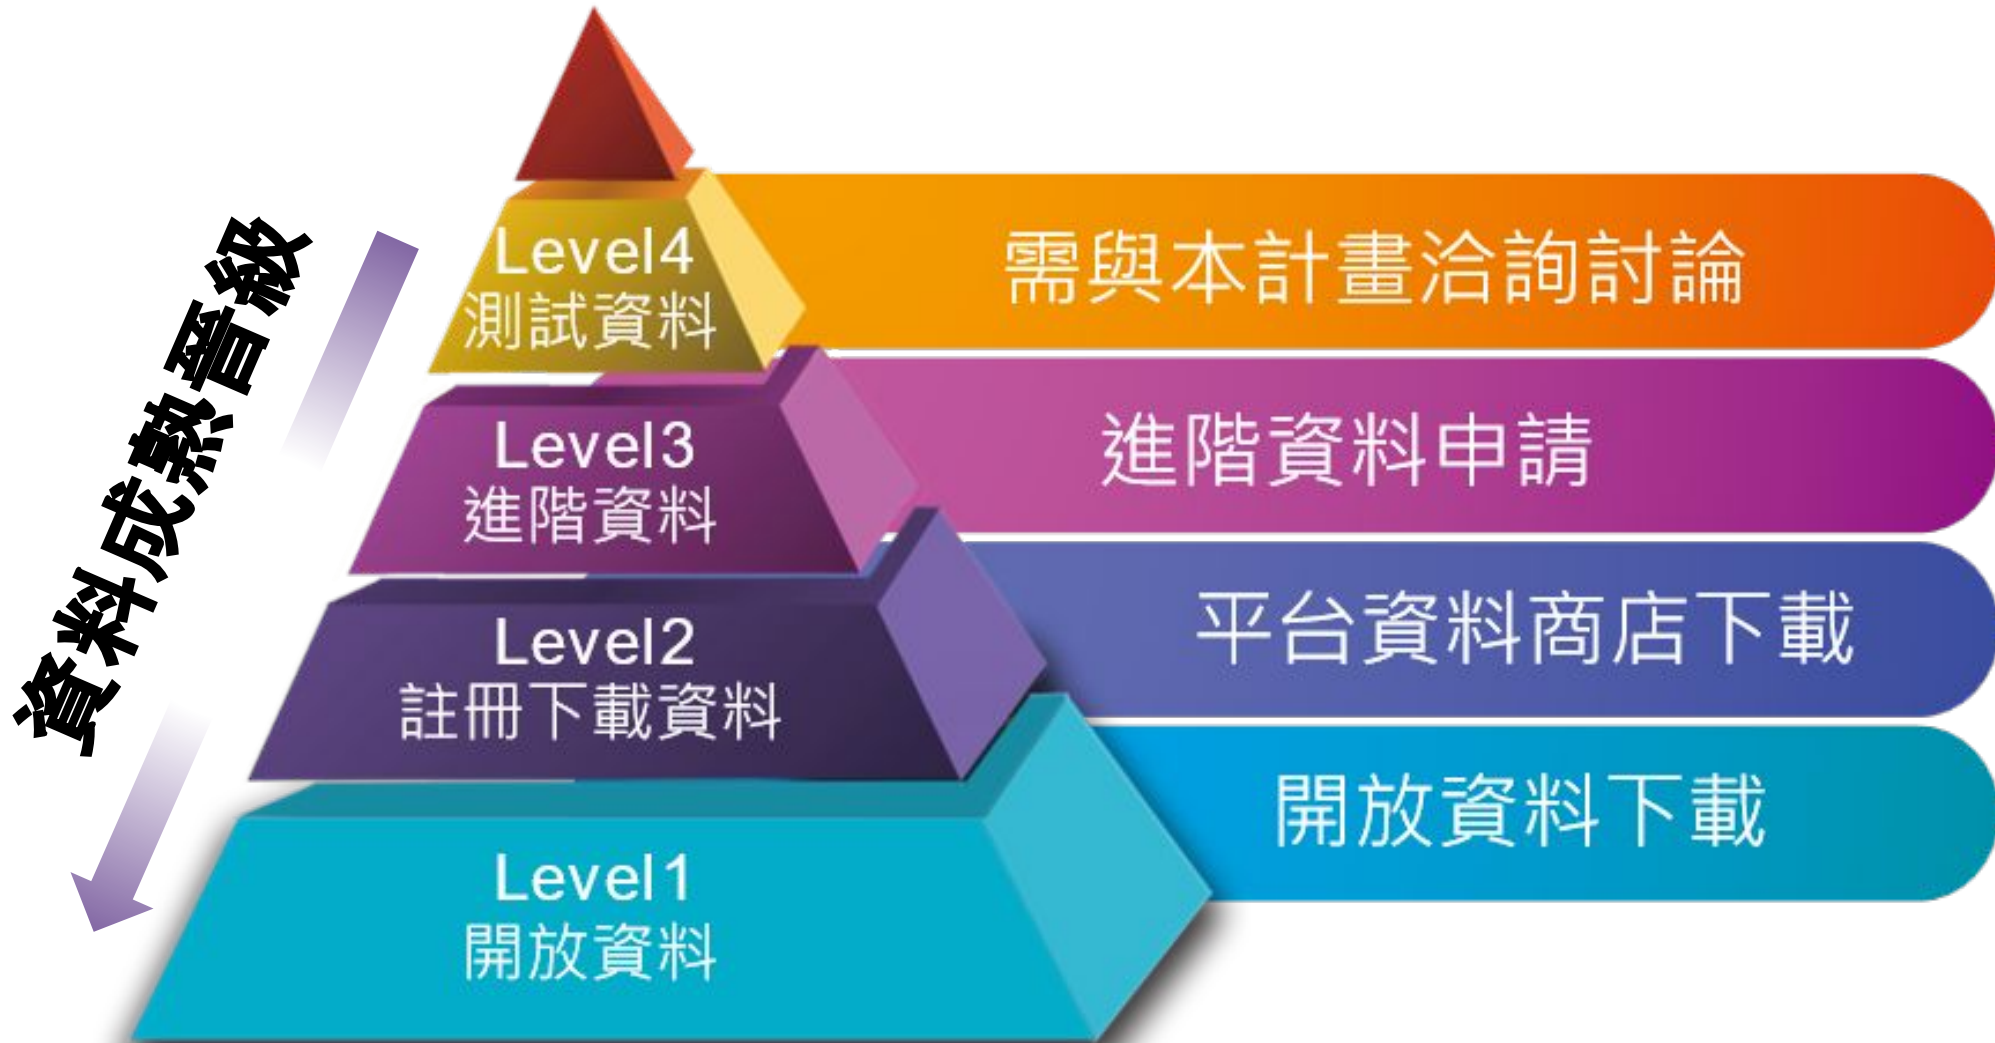 資料成熟晉級
Level4
測試資料
需與本計畫洽詢討論
Level3
進階資料
進階資料申請
Level2
註冊下載資料
平台資料商店下載
Level1
開放資料
開放資料下載